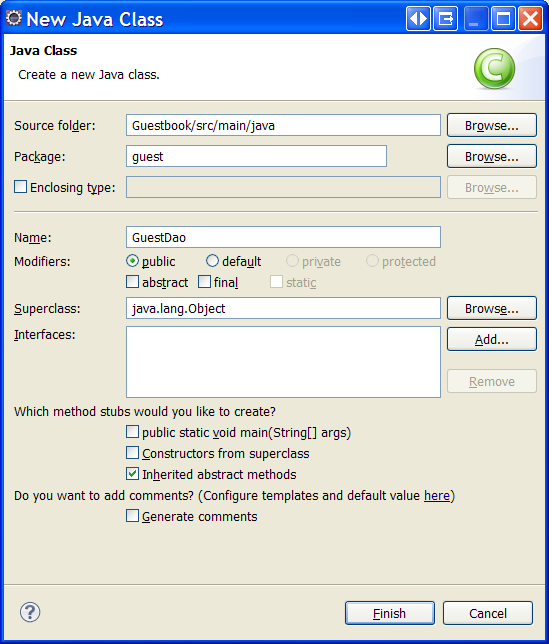 New Java Class
Java Class
Create a new Java class.
Source folder: Guestbook/src/main/java Browse...
Package: guest Browse...
Enclosing type: Browse...
Name: GuestDao
Modifiers: public default private protected
abstract final static
Superclass: java.lang.Object Browse...
Interfaces: Add...
Remove
Which method stubs would you like to create?
public static void main(String[] args)
Constructors from superclass
Inherited abstract methods
Do you want to add comments? (Configure templates and default value here)
Generate comments
? Finish Cancel